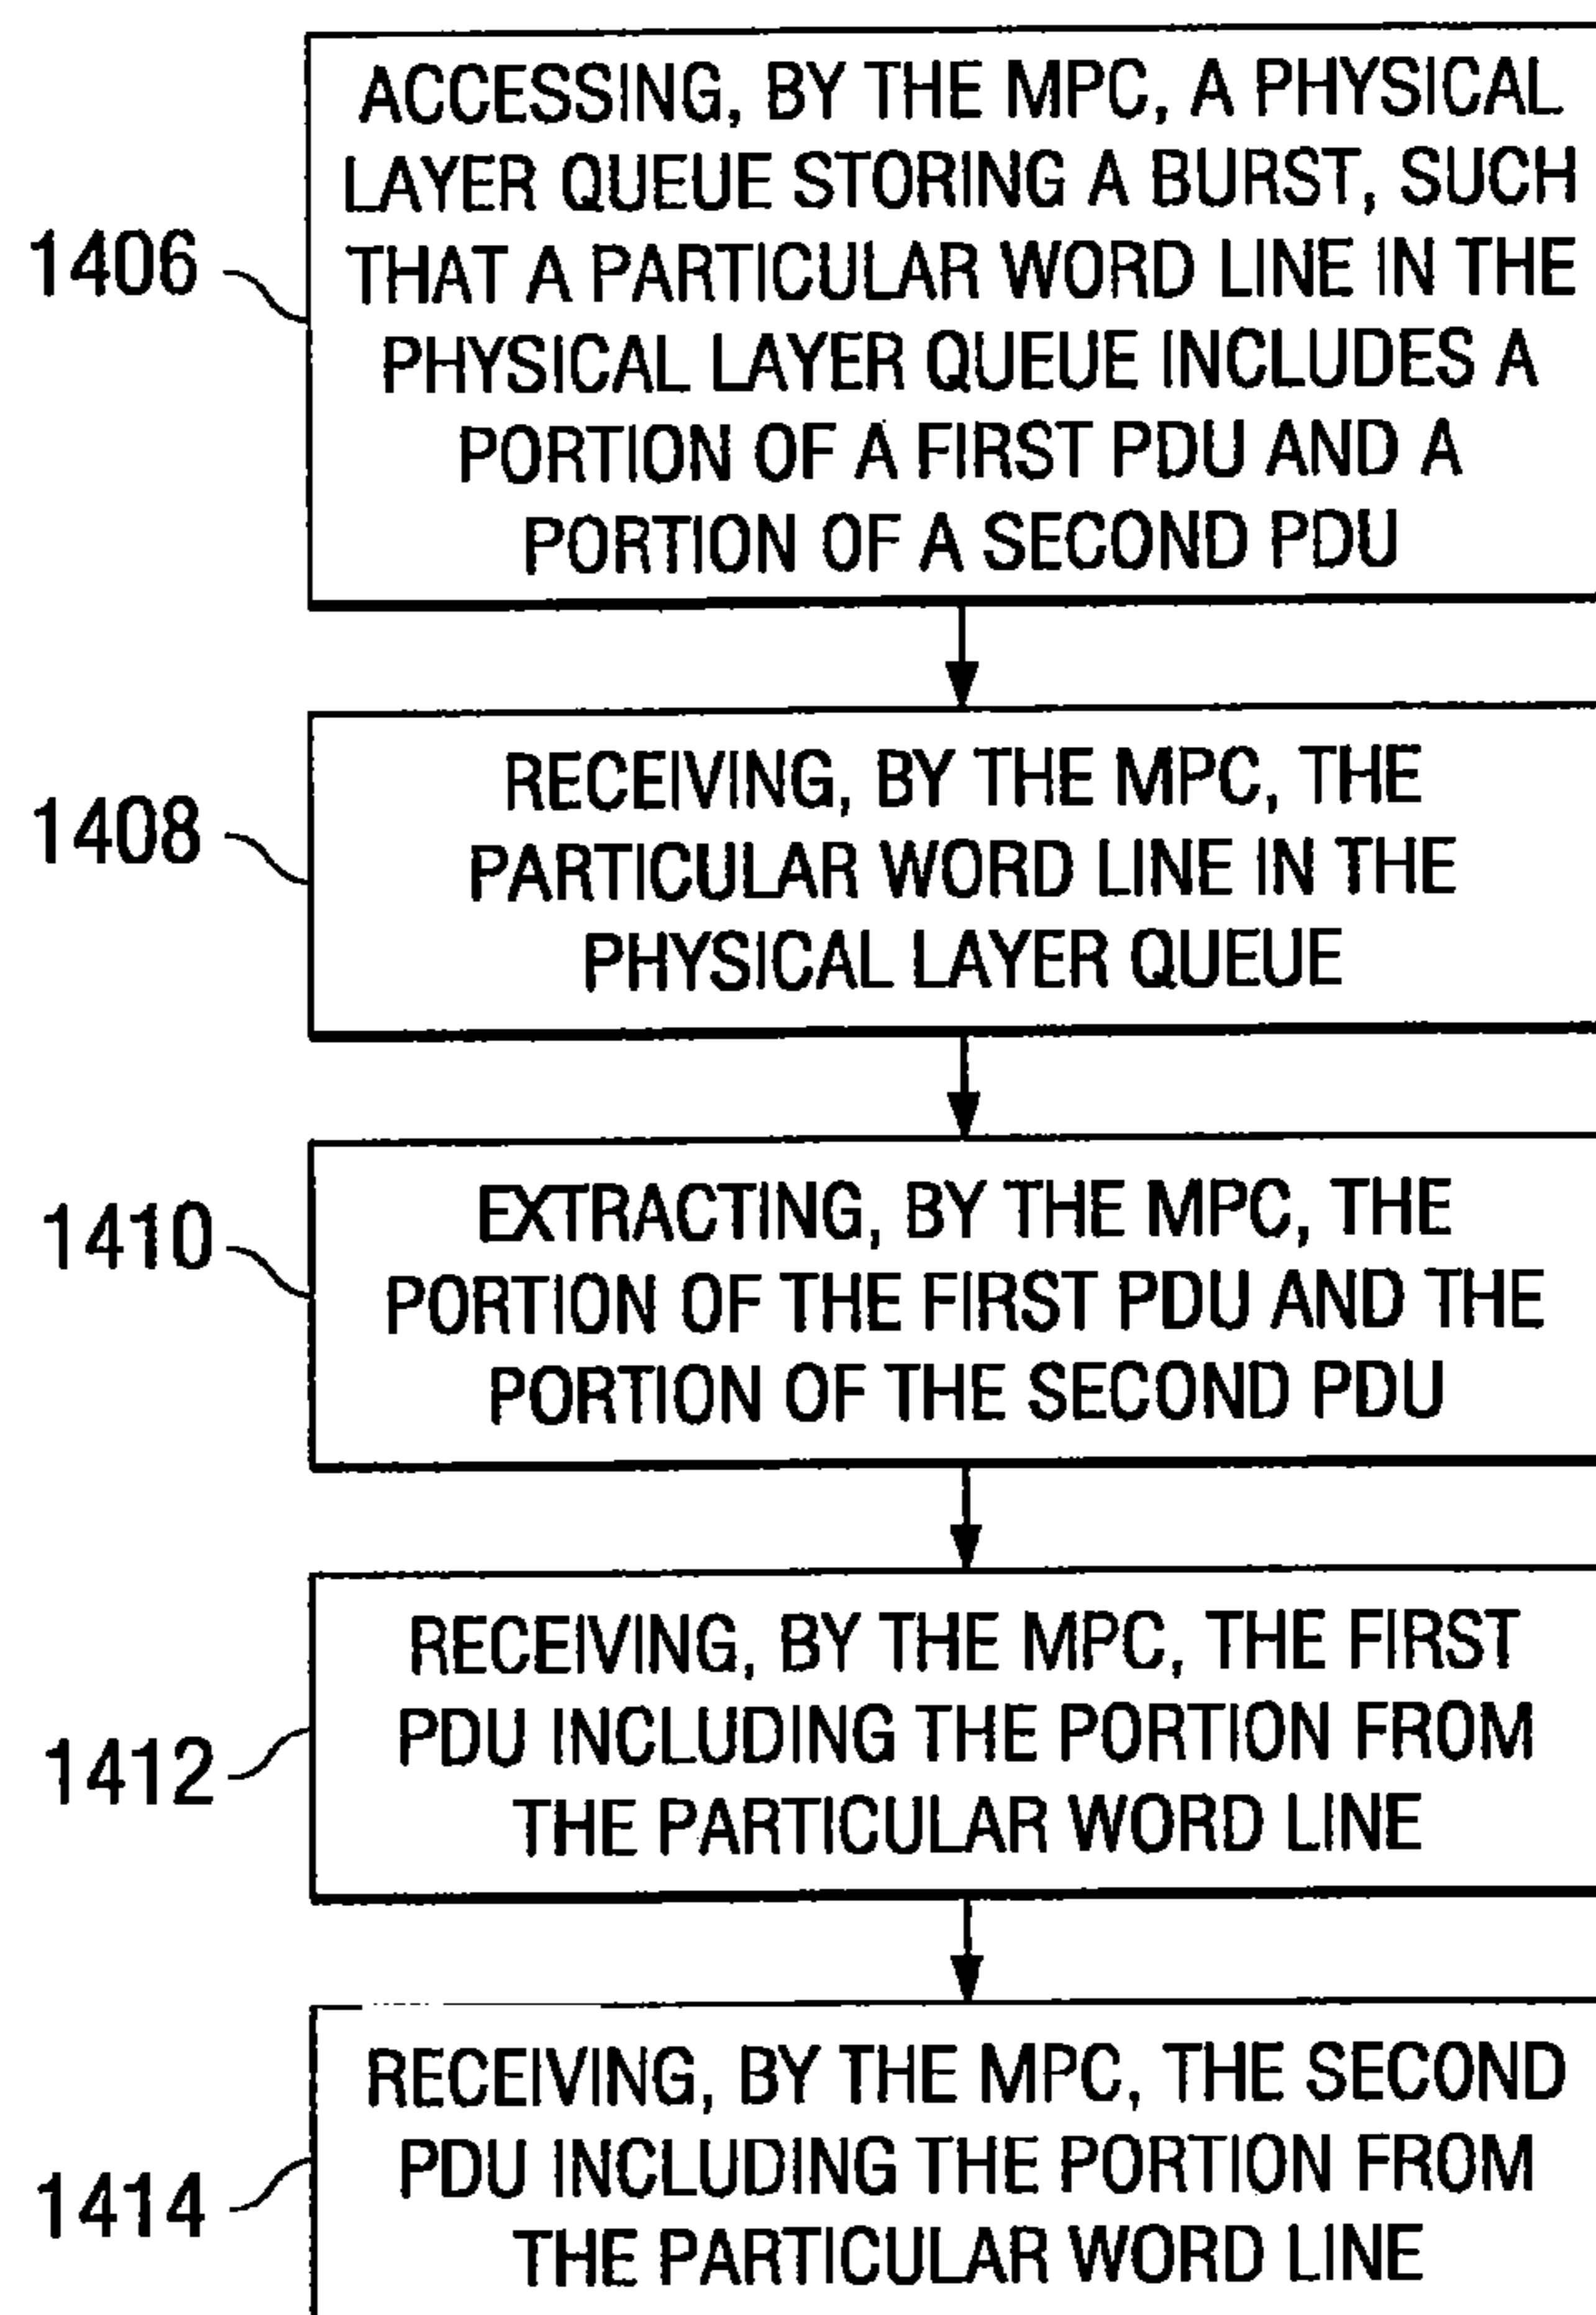 ACCESSING, BY THE MPC, A PHYSICAL
LAYER QUEUE STORING A BURST, SUCH
THAT A PARTICULAR WORD LINE IN THE
PHYSICAL LAYER QUEUE INCLUDES A
PORTION OF A FIRST PDU AND A
PORTION OF A SECOND PDU
1406
RECEIVING, BY THE MPC, THE
PARTICULAR WORD LINE IN THE
PHYSICAL LAYER QUEUE
1408
EXTRACTING, BY THE MPC, THE
PORTION OF THE FIRST PDU AND THE
PORTION OF THE SECOND PDU
1410
RECEIVING, BY THE MPC, THE FIRST
PDU INCLUDING THE PORTION FROM
THE PARTICULAR WORD LINE
1412
RECEIVING, BY THE MPC, THE SECOND
PDU INCLUDING THE PORTION FROM
THE PARTICULAR WORD LINE
1414